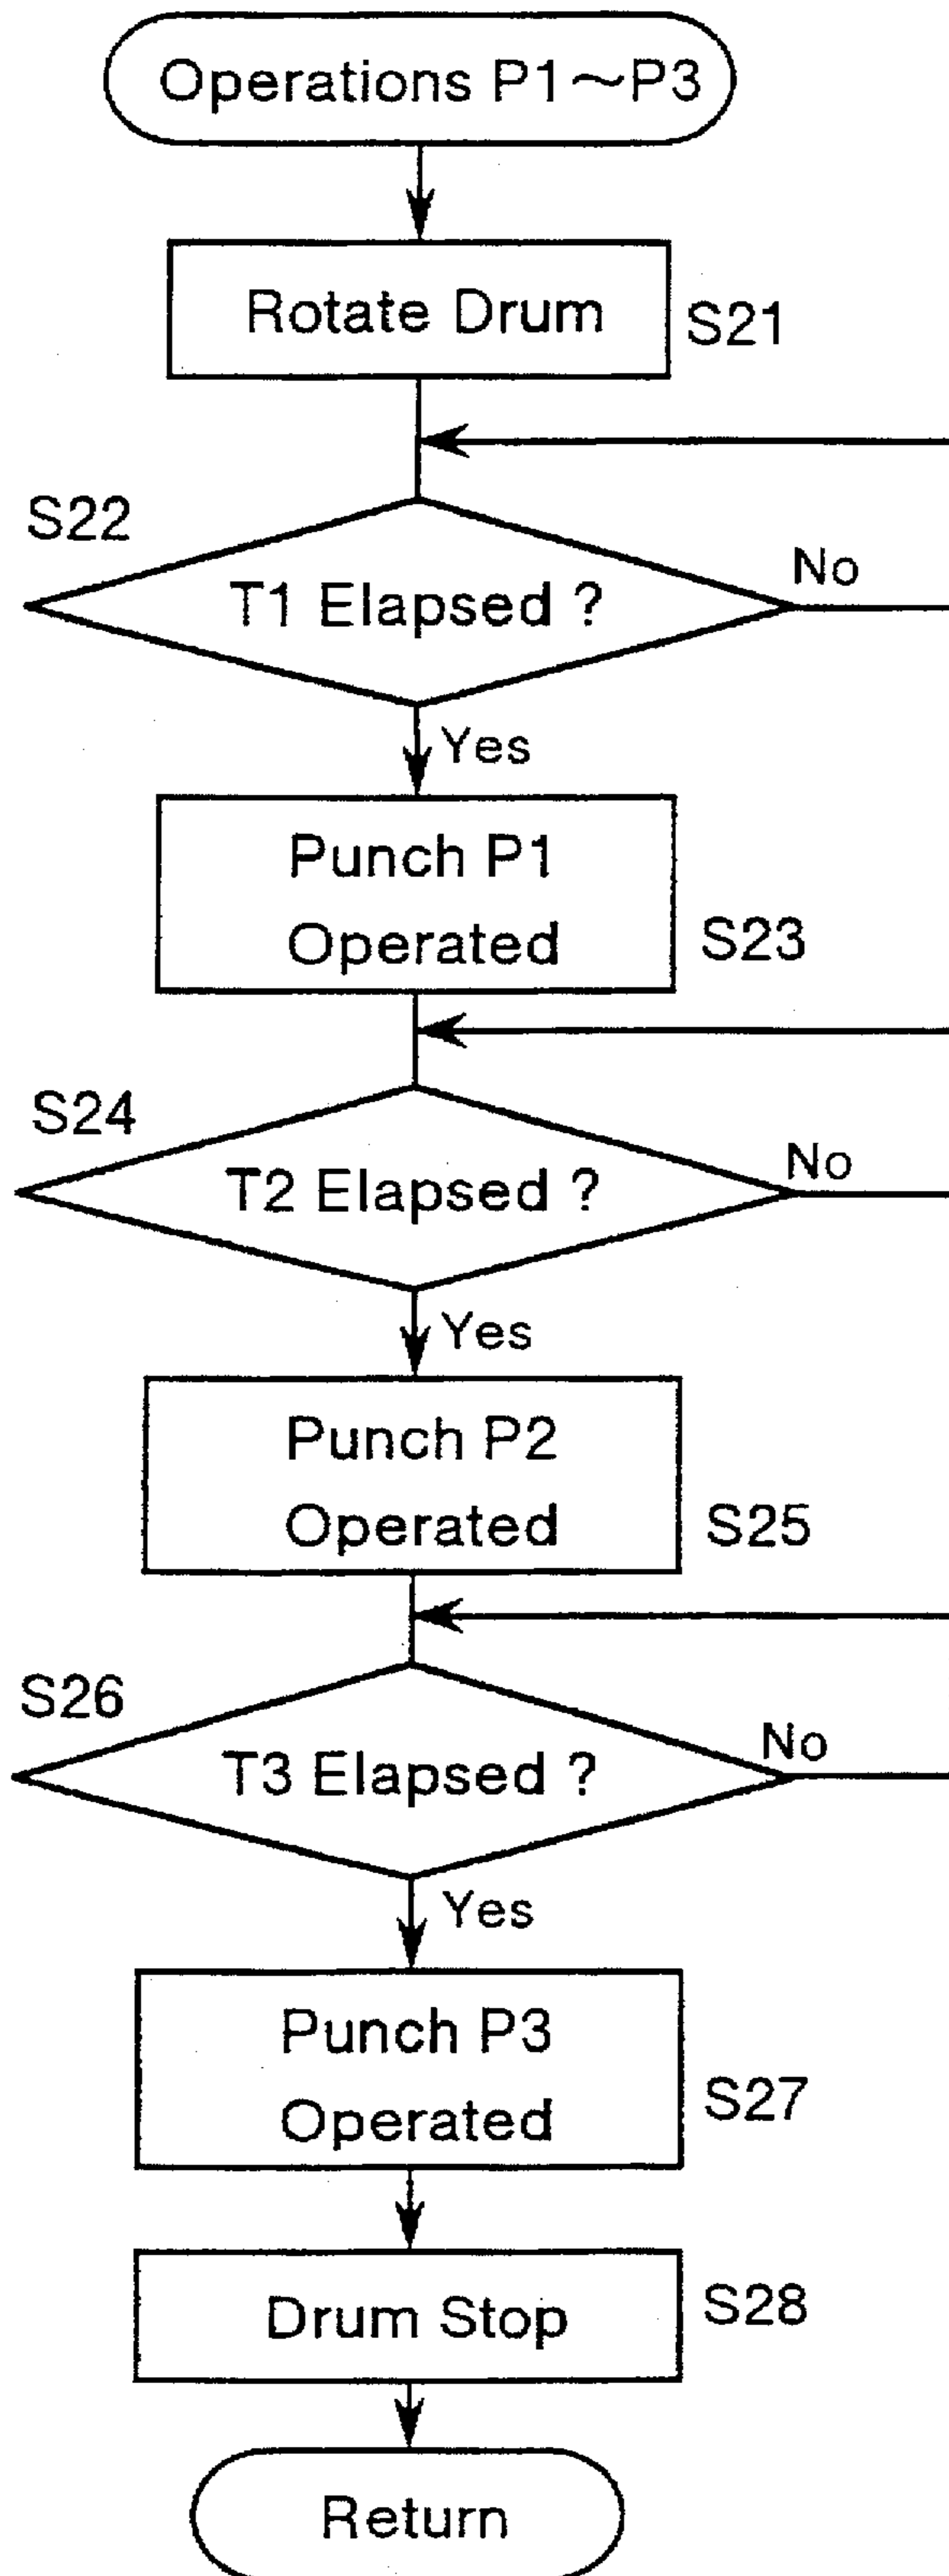 Operations P1～P3
Rotate Drum
S21
S22
T1 Elapsed ?
No
Yes
Punch P1
Operated
S23
S24
T2 Elapsed ?
No
Yes
Punch P2
Operated
S25
S26
T3 Elapsed ?
No
Yes
Punch P3
Operated
S27
Drum Stop
S28
Return